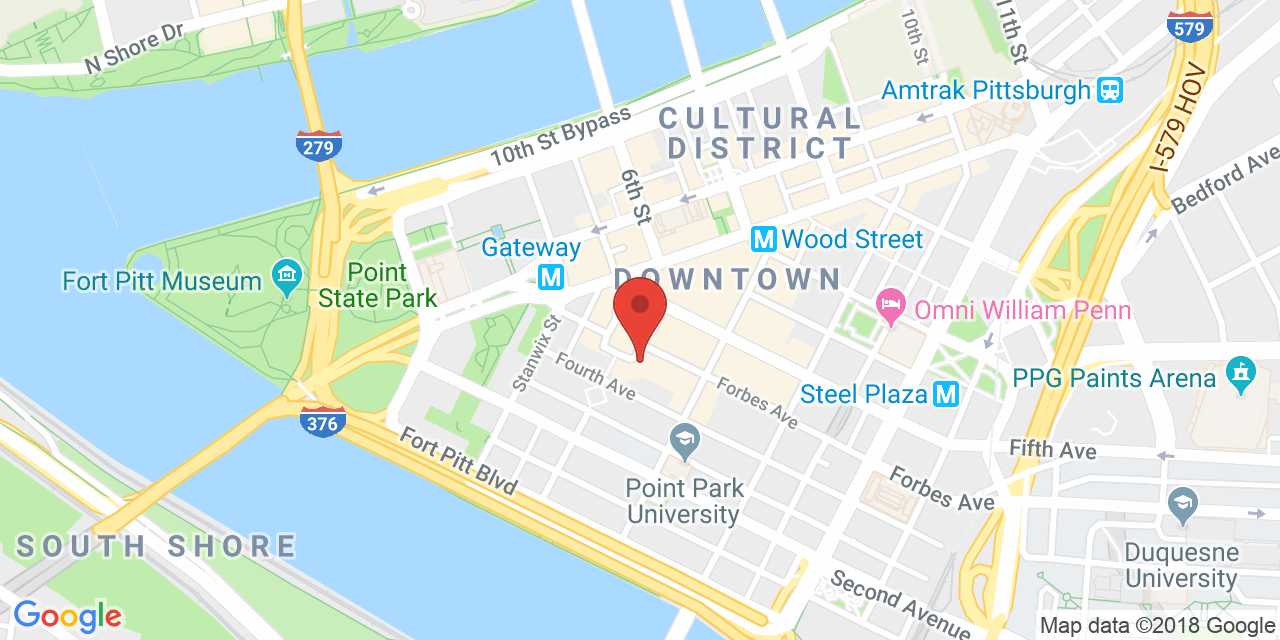 N Shore Dr
10th St
11th St
579
Amtrak Pittsburgh
I-579 HOV
CULTURAL
DISTRICT
10th St Bypass
279
6th St
Bedford Ave
Gateway
M
M
Wood Street
Fort Pitt Museum
Point
State Park
DOWNTOWN
Omni William Penn
Stanwix St
Fourth Ave
Forbes Ave
Steel Plaza
M
PPG Paints Arena
376
Fort Pitt Blvd
Fifth Ave
Forbes Ave
Point Park
University
SOUTH SHORE
Duquesne
University
Second Avenue
Google
Map data ©2018 Google